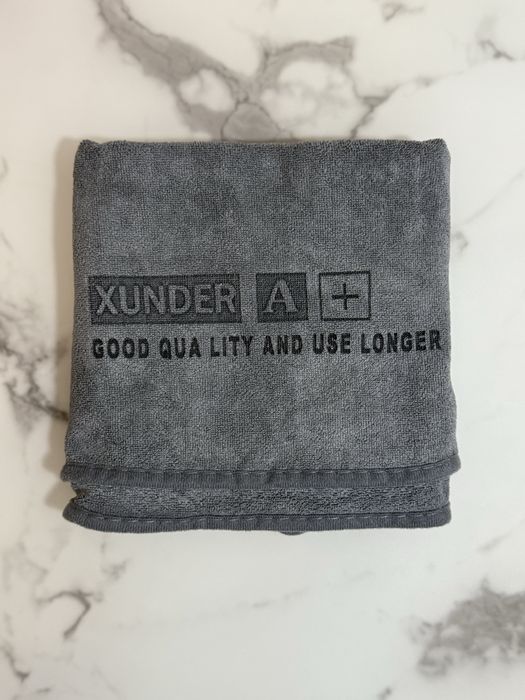 XUNDER A +
GOOD QUA LITY AND USE LONGER